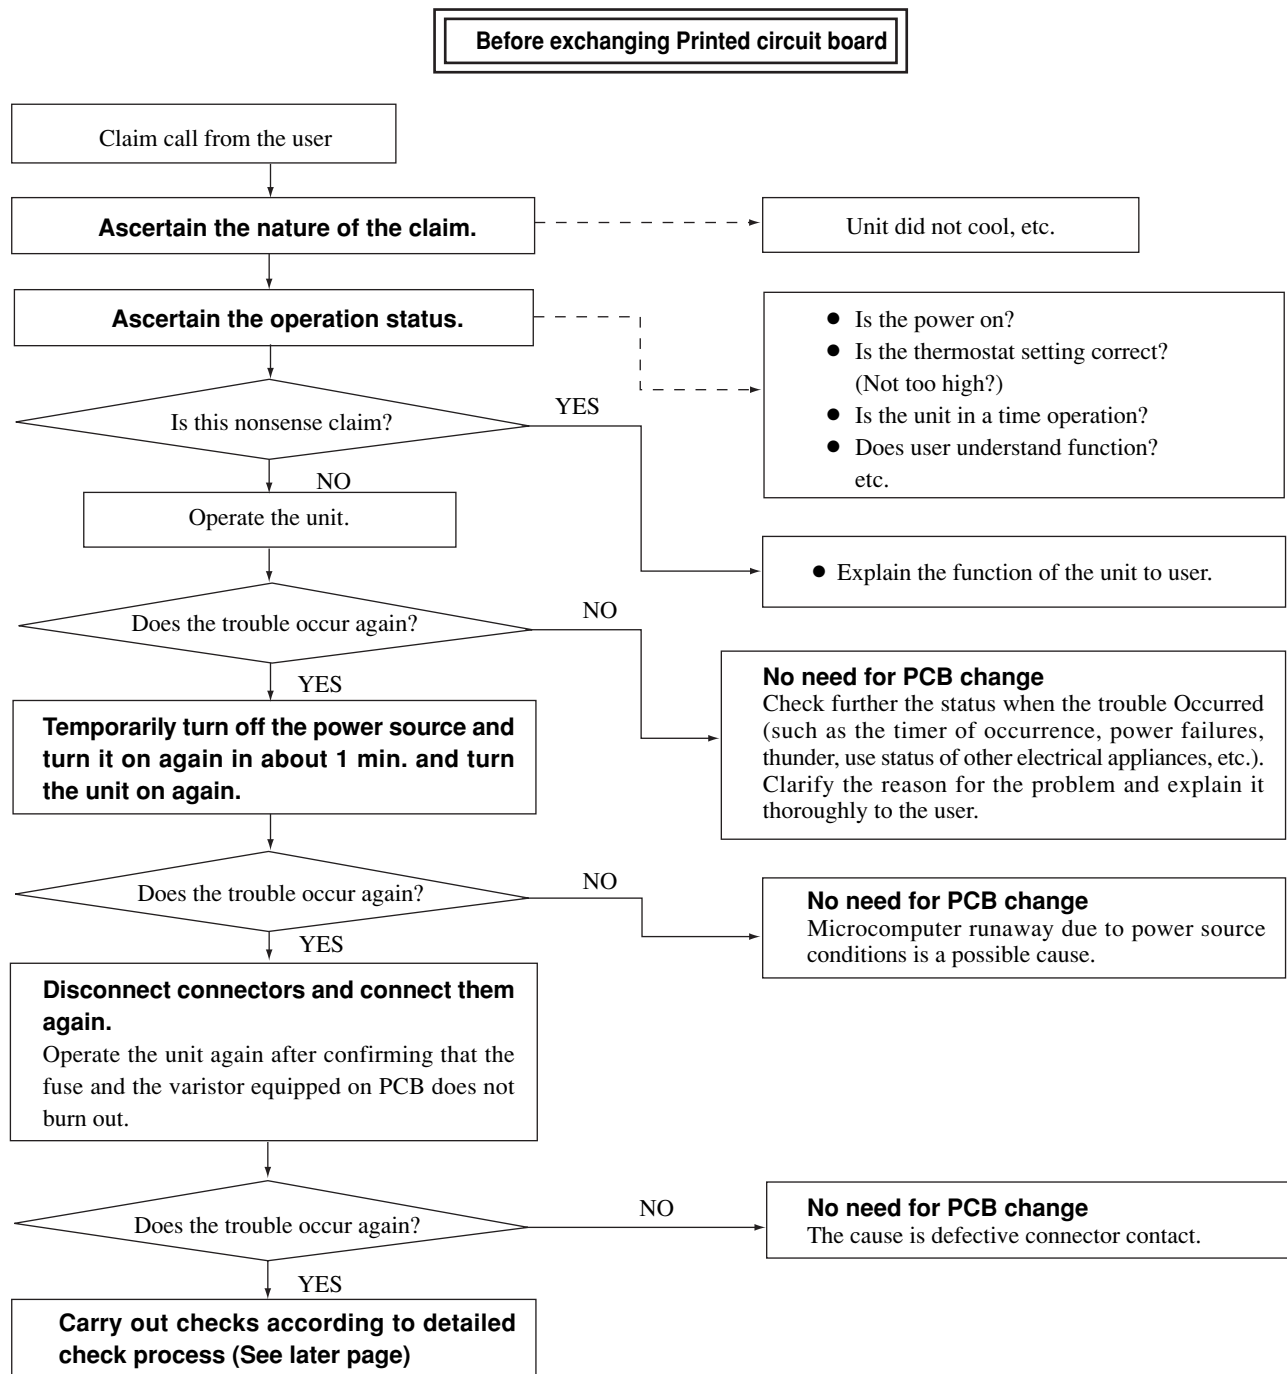 Before exchanging Printed circuit board
Claim call from the user
Ascertain the nature of the claim.
Unit did not cool, etc.
Ascertain the operation status.
● Is the power on?
● Is the thermostat setting correct?
(Not too high?)
● Is the unit in a time operation?
● Does user understand function?
etc.
Is this nonsense claim?
YES
NO
Operate the unit.
● Explain the function of the unit to user.
Does the trouble occur again?
NO
YES
No need for PCB change
Check further the status when the trouble Occurred
(such as the timer of occurrence, power failures,
thunder, use status of other electrical appliances, etc.).
Clarify the reason for the problem and explain it
thoroughly to the user.
Temporarily turn off the power source and
turn it on again in about 1 min. and turn
the unit on again.
Does the trouble occur again?
NO
YES
No need for PCB change
Microcomputer runaway due to power source
conditions is a possible cause.
Disconnect connectors and connect them
again.
Operate the unit again after confirming that the
fuse and the varistor equipped on PCB does not
burn out.
Does the trouble occur again?
NO
YES
No need for PCB change
The cause is defective connector contact.
Carry out checks according to detailed
check process (See later page)